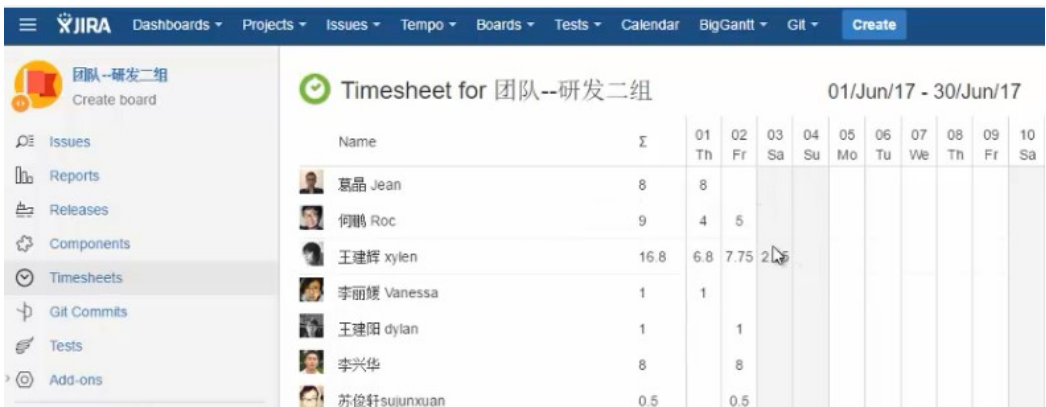 JIRA Dashboards Projects Issues Tempo Boards Tests Calendar BigGantt Git Create
团队--研发二组
Create board
Issues
Reports
Releases
Components
Timesheets
Git Commits
Tests
Add-ons
Timesheet for 团队--研发二组 01/Jun/17 - 30/Jun/17
Name Σ 01 02 03 04 05 06 07 08 09 10
Th Fr Sa Su Mo Tu We Th Fr Sa
葛晶 Jean 8 8
何鹏 Roc 9 4 5
王建辉 xylen 16.8 6.8 7.75
李丽媛 Vanessa 1 1
王建阳 dylan 1 1
李兴华 8 8
苏俊轩sujunxuan 0.5 0.5